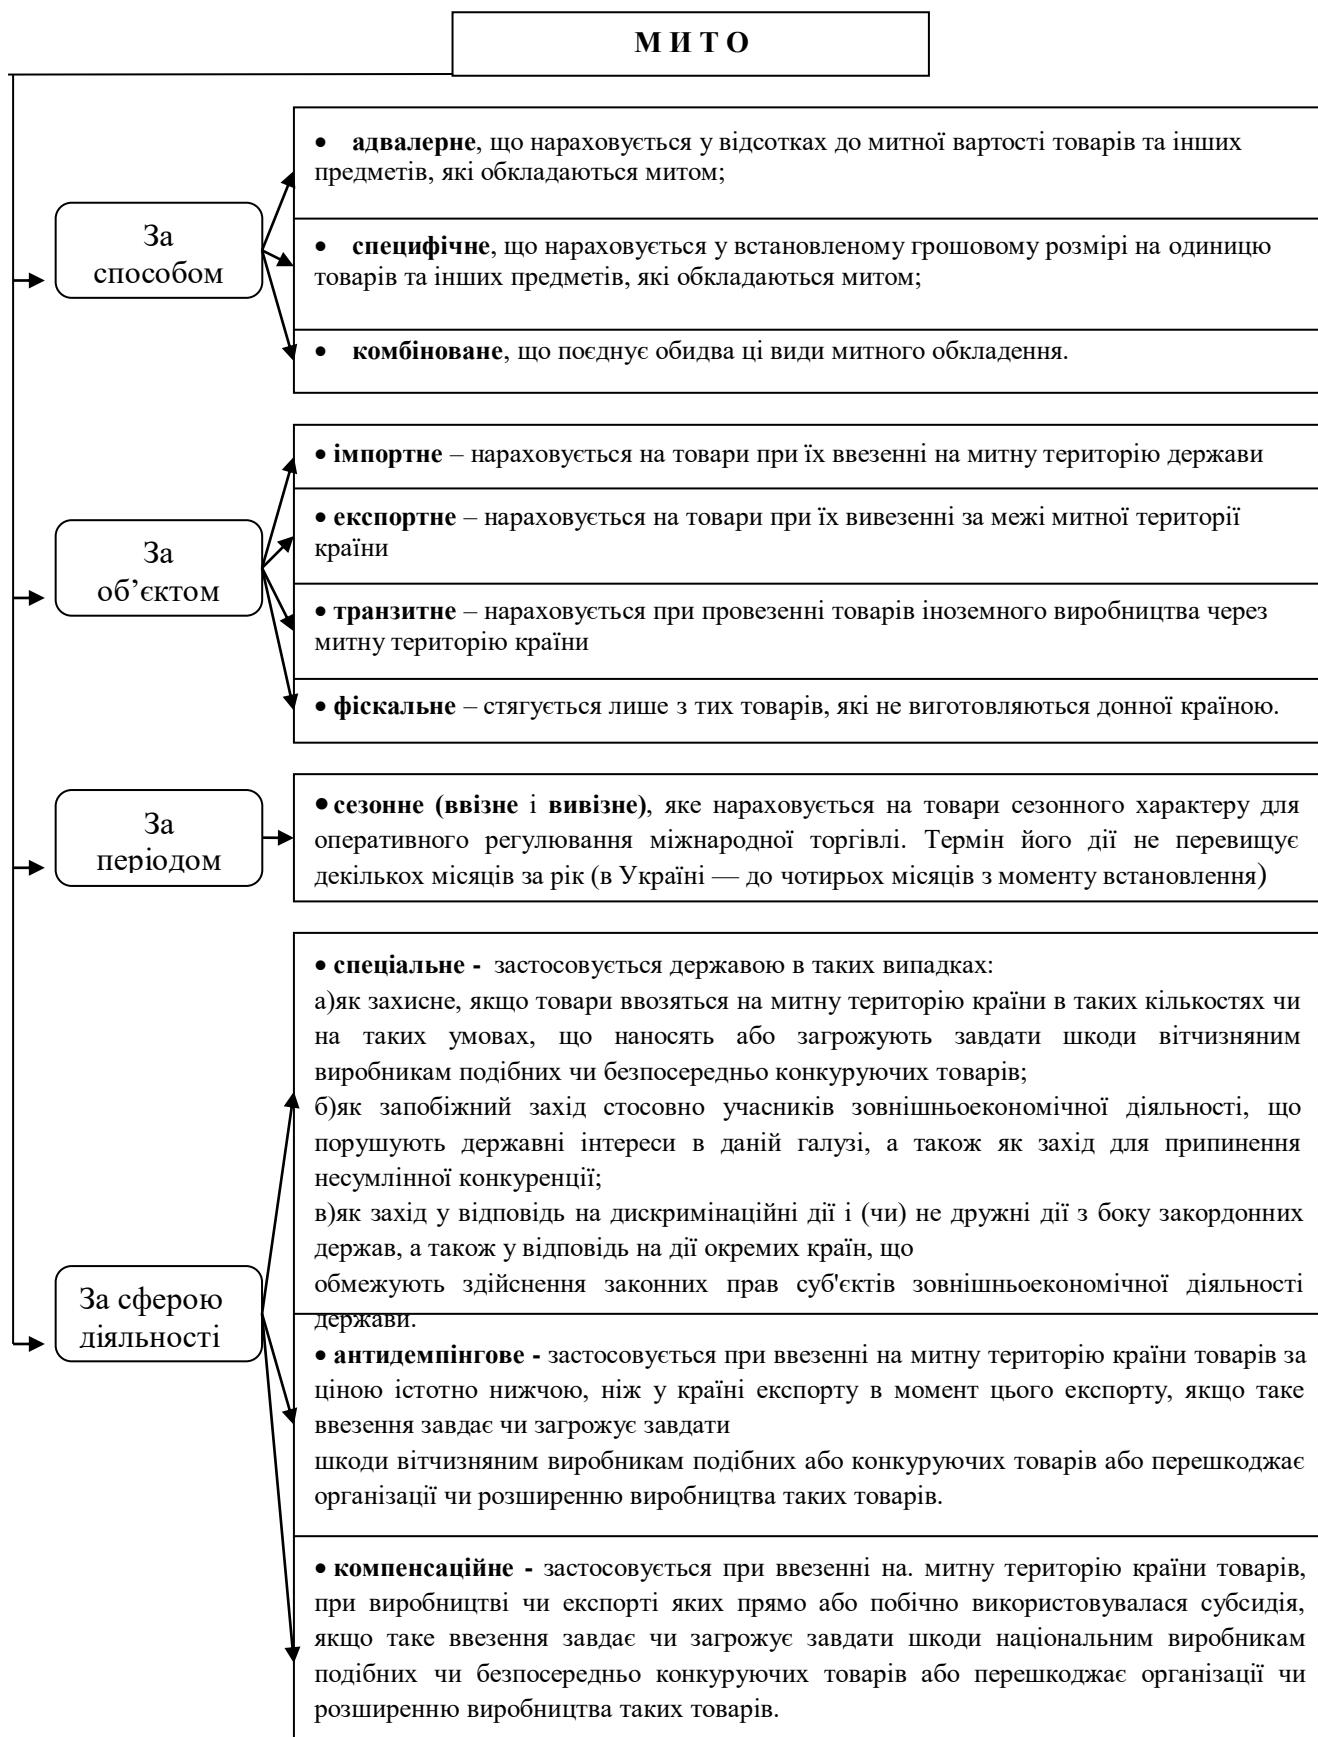 М И Т О
• адвалерне, що нараховується у відсотках до митної вартості товарів та інших
предметів, які обкладаються митом;
За
способом
• специфічне, що нараховується у встановленому грошовому розмірі на одиницю
товарів та інших предметів, які обкладаються митом;
• комбіноване, що поєднує обидва ці види митного обкладення.
• імпортне – нараховується на товари при їх ввезенні на митну територію держави
• експортне – нараховується на товари при їх вивезенні за межі митної території
країни
За
об’єктом
• транзитне – нараховується при провезенні товарів іноземного виробництва через
митну територію країни
• фіскальне – стягується лише з тих товарів, які не виготовляються донної країною.
За
періодом
• сезонне (ввізне і вивізне), яке нараховується на товари сезонного характеру для
оперативного регулювання міжнародної торгівлі. Термін його дії не перевищує
декількох місяців за рік (в Україні — до чотирьох місяців з моменту встановлення)
• спеціальне - застосовується державою в таких випадках:
а)як захисне, якщо товари ввозяться на митну територію країни в таких кількостях чи
на таких умовах, що наносять або загрожують завдати шкоди вітчизняним
виробникам подібних чи безпосередньо конкуруючих товарів;
б)як запобіжний захід стосовно учасників зовнішньоекономічної діяльності, що
порушують державні інтереси в даній галузі, а також як захід для припинення
несумлінної конкуренції;
в)як захід у відповідь на дискримінаційні дії і (чи) не дружні дії з боку закордонних
держав, а також у відповідь на дії окремих країн, що
обмежують здійснення законних прав суб'єктів зовнішньоекономічної діяльності
держави.
За сферою
діяльності
• антидемпінгове - застосовується при ввезенні на митну територію країни товарів за
ціною істотно нижчою, ніж у країні експорту в момент цього експорту, якщо таке
ввезення завдає чи загрожує завдати
шкоди вітчизняним виробникам подібних або конкуруючих товарів або перешкоджає
організації чи розширенню виробництва таких товарів.
• компенсаційне - застосовується при ввезенні на. митну територію країни товарів,
при виробництві чи експорті яких прямо або побічно використовувалася субсидія,
якщо таке ввезення завдає чи загрожує завдати шкоди національним виробникам
подібних чи безпосередньо конкуруючих товарів або перешкоджає організації чи
розширенню виробництва таких товарів.